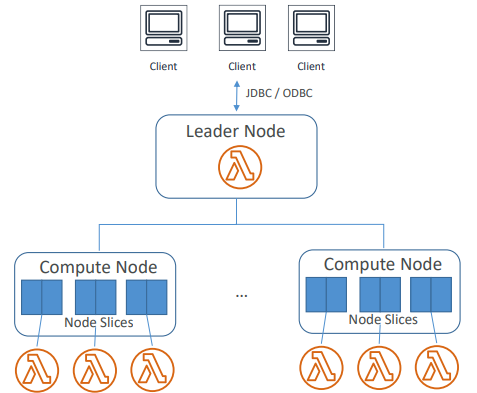 Client
Client
Client
JDBC / ODBC
Leader Node
Compute Node
Node Slices
...
Compute Node
Node Slices